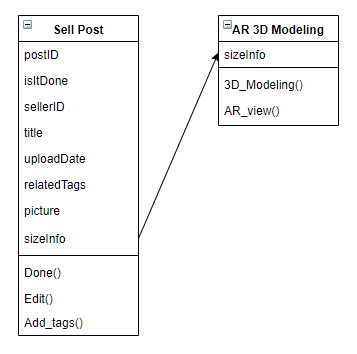 Sell Post
postID
isItDone
sellerID
title
uploadDate
relatedTags
picture
sizeInfo
Done()
Edit()
Add_tags()
AR 3D Modeling
sizeInfo
3D_Modeling()
AR_view()